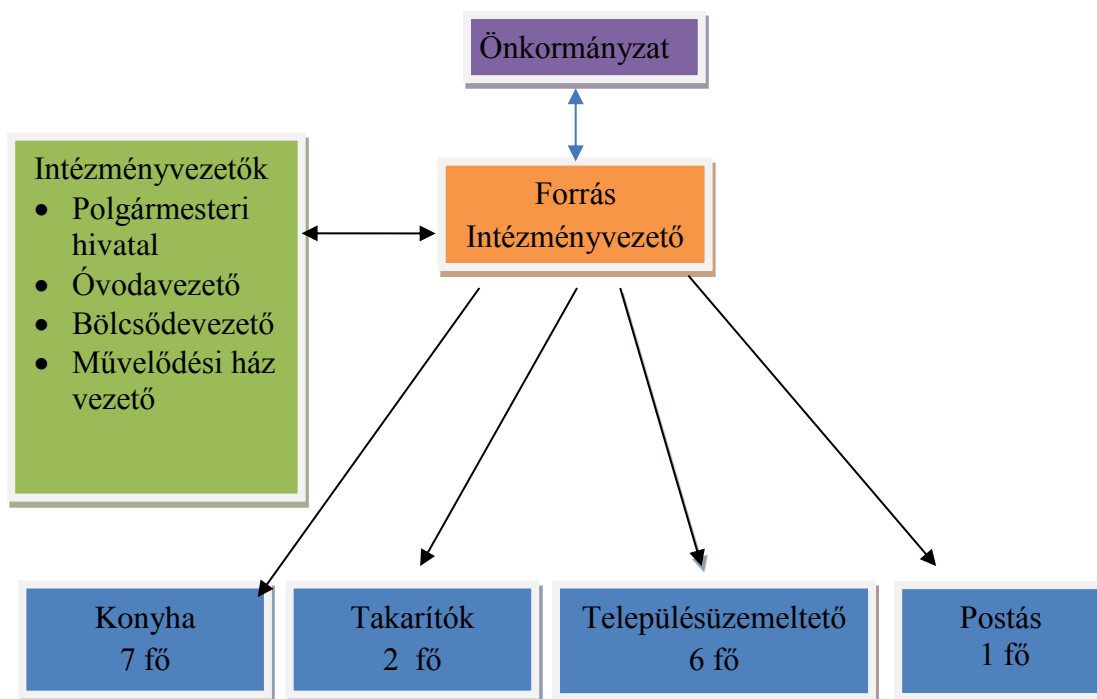 Önkormányzat
Intézményvezetők
• Polgármesteri
hivatal
• Óvodavezető
• Bölcsődevezető
• Művelődési ház
vezető
Forrás
Intézményvezető
Konyha
7 fő
Takarítók
2 fő
Településüzemeltető
6 fő
Postás
1 fő